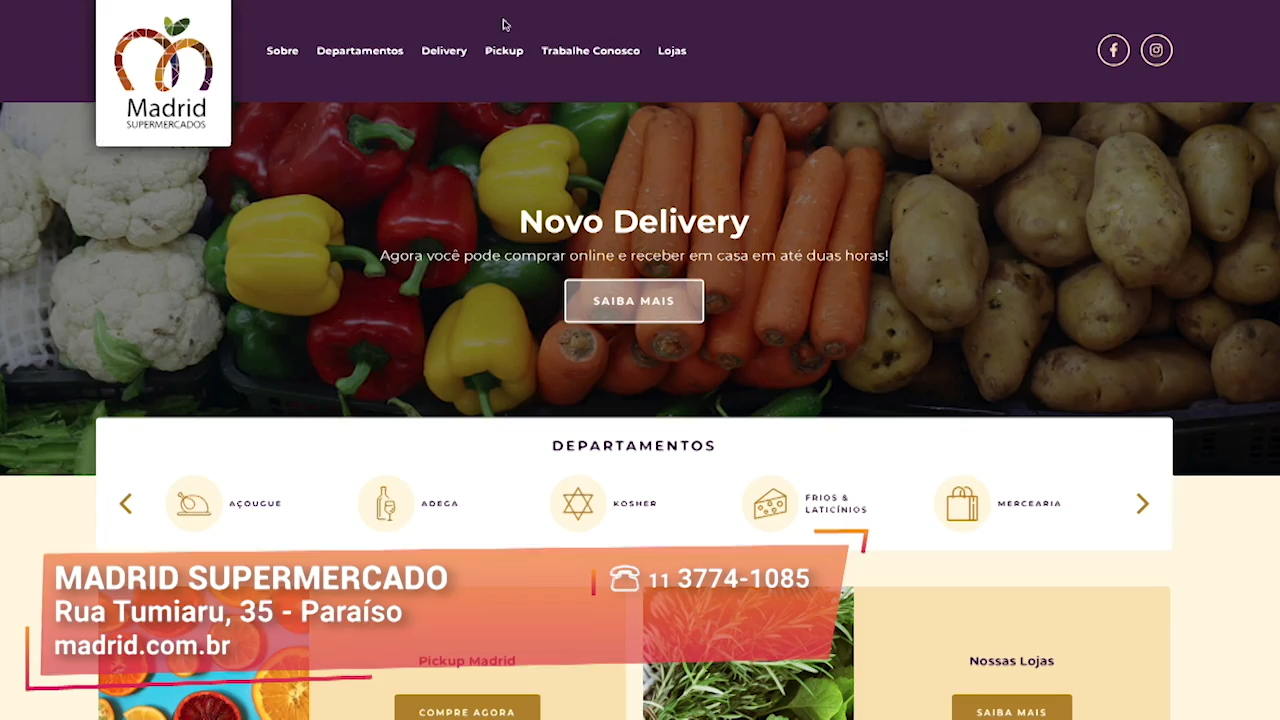 Madrid
SUPERMERCADOS
Sobre Departamentos Delivery Pickup Trabalhe Conosco Lojas
Novo Delivery
Agora você pode comprar online e receber em casa em até duas horas!
SAIBA MAIS
DEPARTAMENTOS
AÇOUGUE
ADEGA
KOSHER
FRIOS &
LATICÍNIOS
MERCEARIA
MADRID SUPERMERCADO
Rua Tumiaru, 35 - Paraíso
madrid.com.br
11 3774-1085
Pickup Madrid
COMPRE AGORA
Nossas Lojas
SAIBA MAIS